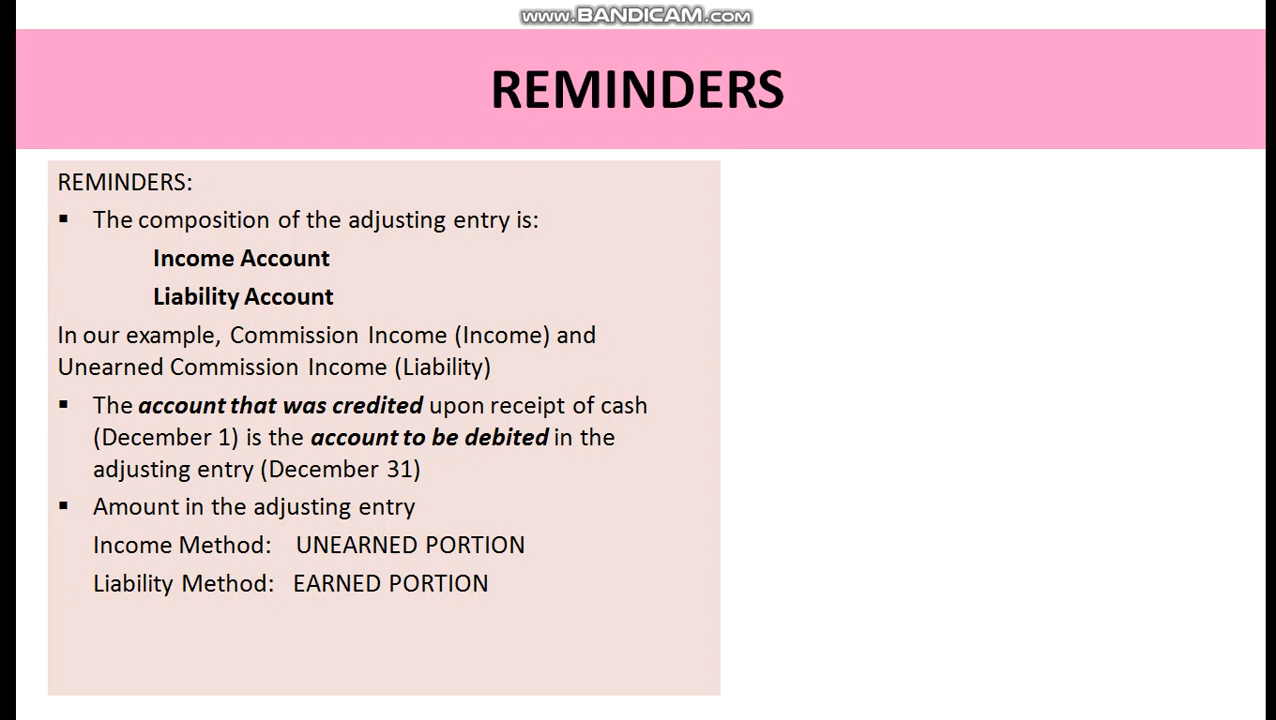 www.BANDICAM.com
REMINDERS
REMINDERS:
▪ The composition of the adjusting entry is:
Income Account
Liability Account
In our example, Commission Income (Income) and
Unearned Commission Income (Liability)
▪ The account that was credited upon receipt of cash
(December 1) is the account to be debited in the
adjusting entry (December 31)
▪ Amount in the adjusting entry
Income Method: UNEARNED PORTION
Liability Method: EARNED PORTION